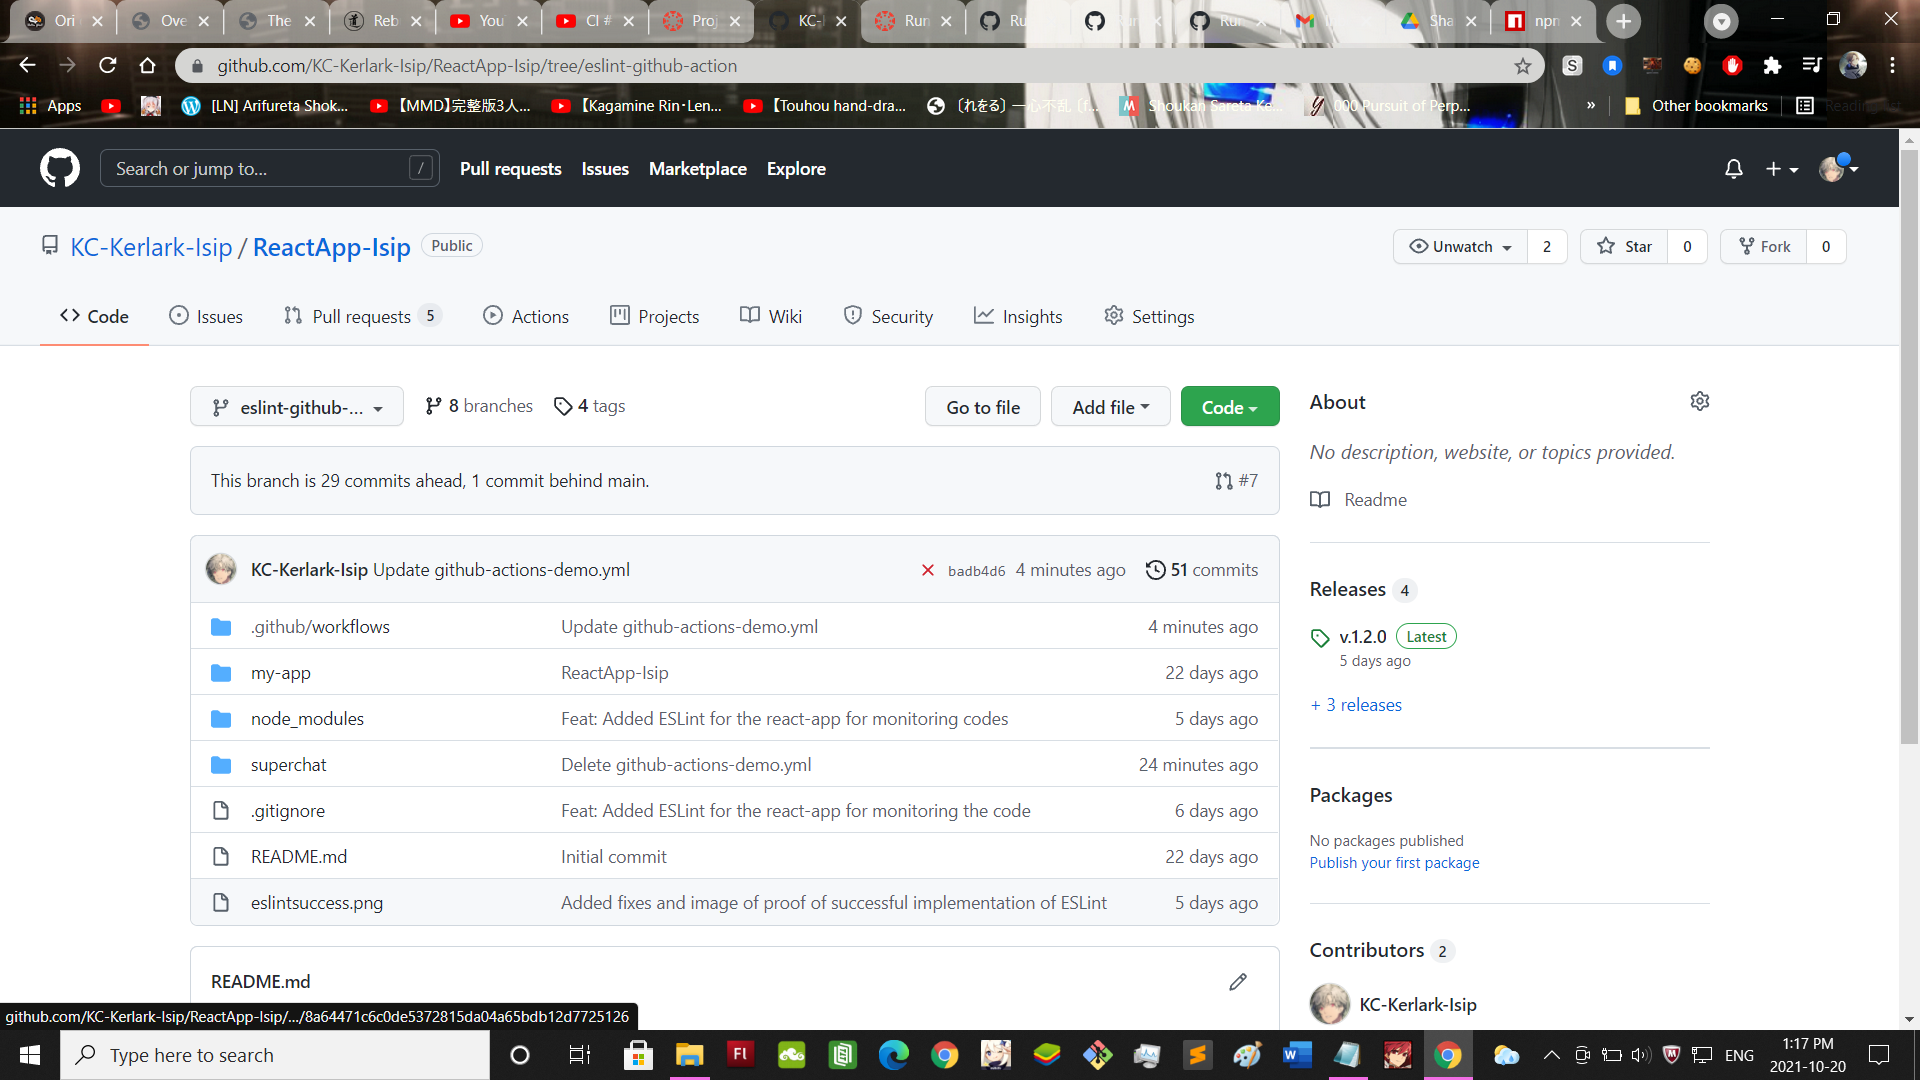 Ori
Ove
The
Reb
You
CI #
Proj
KC-
Run
Ru
Run
Sha
npm
github.com/KC-Kerlark-Isip/ReactApp-Isip/tree/eslint-github-action
Apps
[LN] Arifureta Shok...
【MMD】完整版3人...
【Kagamine Rin・Len...
【Touhou hand-dra...
Shoukan Sareta Ke...
000 Pursuit of Perp...
»
Other bookmarks
Reading list
Search or jump to...
/
Pull requests
Issues
Marketplace
Explore
KC-Kerlark-Isip / ReactApp-Isip
Public
Unwatch 2
Star 0
Fork 0
Code
Issues
Pull requests 5
Actions
Projects
Wiki
Security
Insights
Settings
eslint-github-...
8 branches
4 tags
Go to file
Add file
Code
This branch is 29 commits ahead, 1 commit behind main.
#7
KC-Kerlark-Isip Update github-actions-demo.yml
badb4d6 4 minutes ago
51 commits
.github/workflows Update github-actions-demo.yml 4 minutes ago
my-app ReactApp-Isip 22 days ago
node_modules Feat: Added ESLint for the react-app for monitoring codes 5 days ago
superchat Delete github-actions-demo.yml 24 minutes ago
.gitignore Feat: Added ESLint for the react-app for monitoring the code 6 days ago
README.md Initial commit 22 days ago
eslintsuccess.png Added fixes and image of proof of successful implementation of ESLint 5 days ago
README.md
About
No description, website, or topics provided.
Readme
Releases 4
v.1.2.0 Latest
5 days ago
+ 3 releases
Packages
No packages published
Publish your first package
Contributors 2
KC-Kerlark-Isip
github.com/KC-Kerlark-Isip/ReactApp-Isip/.../8a64471c6c0de5372815da04a65bdb12d7725126
Type here to search
ENG
1:17 PM
2021-10-20